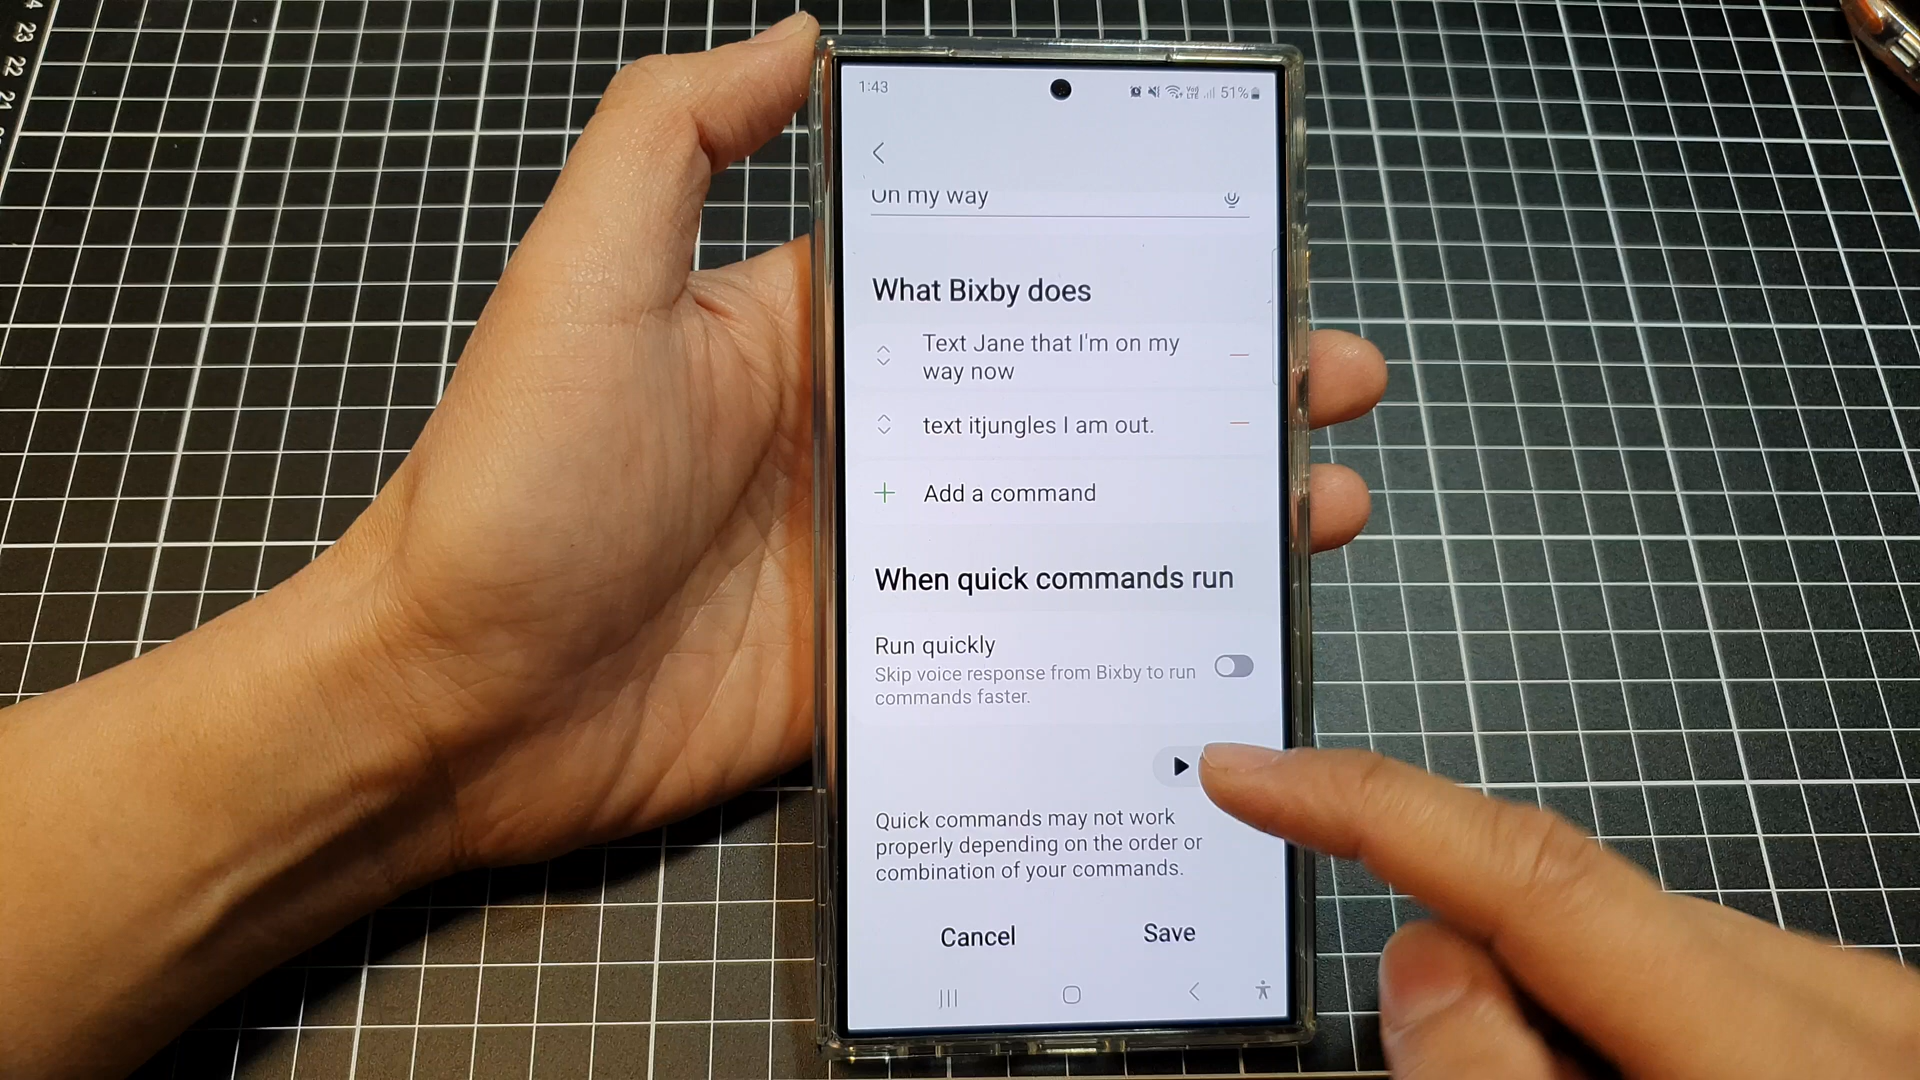 23
22
21
1:43
51%
On my way
What Bixby does
Text Jane that I'm on my
way now
text itjungles I am out.
Add a command
When quick commands run
Run quickly
Skip voice response from Bixby to run
commands faster.
Quick commands may not work
properly depending on the order or
combination of your commands.
Cancel
Save